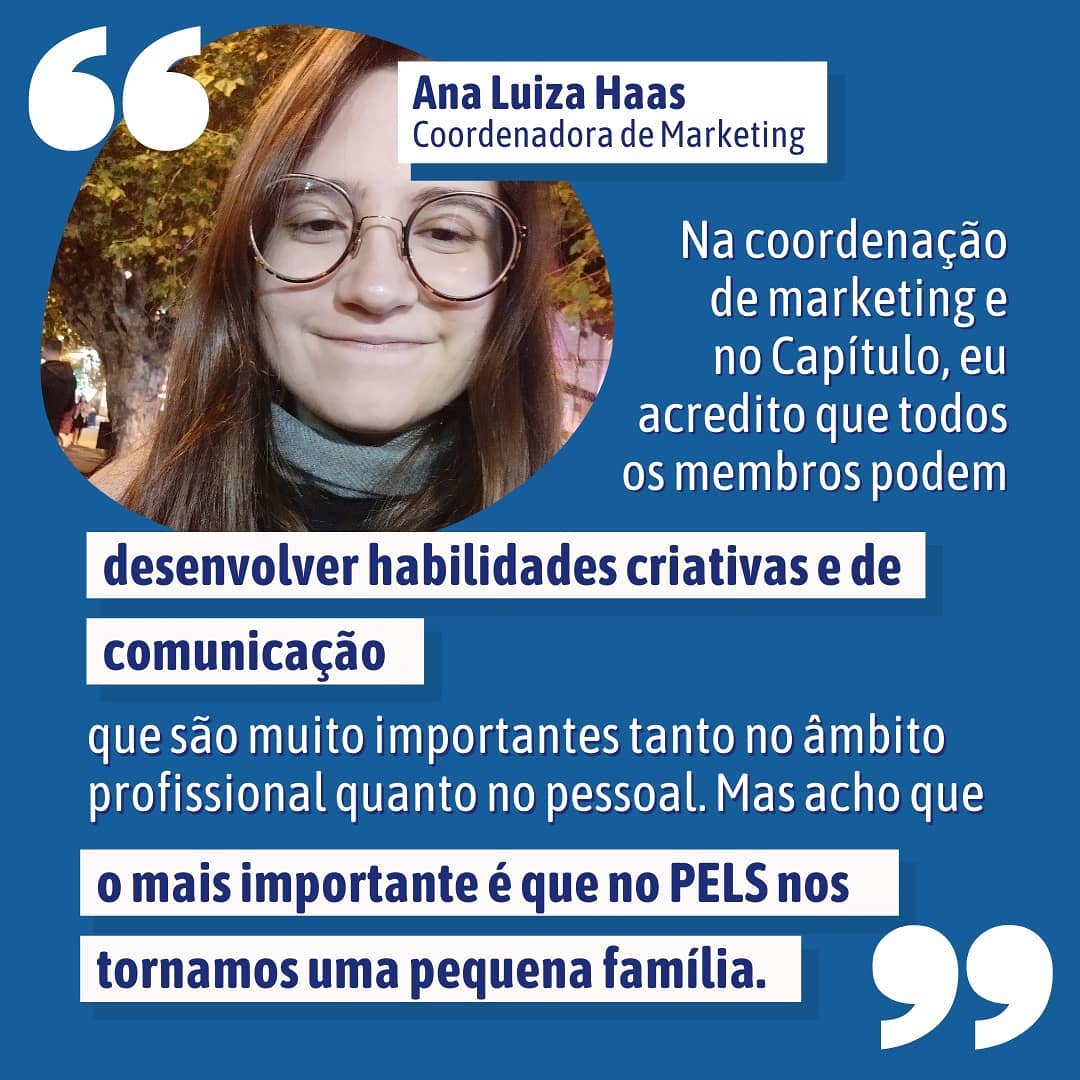 Ana Luiza Haas
Coordenadora de Marketing
Na coordenação
de marketing e
no Capítulo, eu
acredito que todos
os membros podem
desenvolver habilidades criativas e de
comunicação
que são muito importantes tanto no âmbito
profissional quanto no pessoal. Mas acho que
o mais importante é que no PELS nos
tornamos uma pequena família.